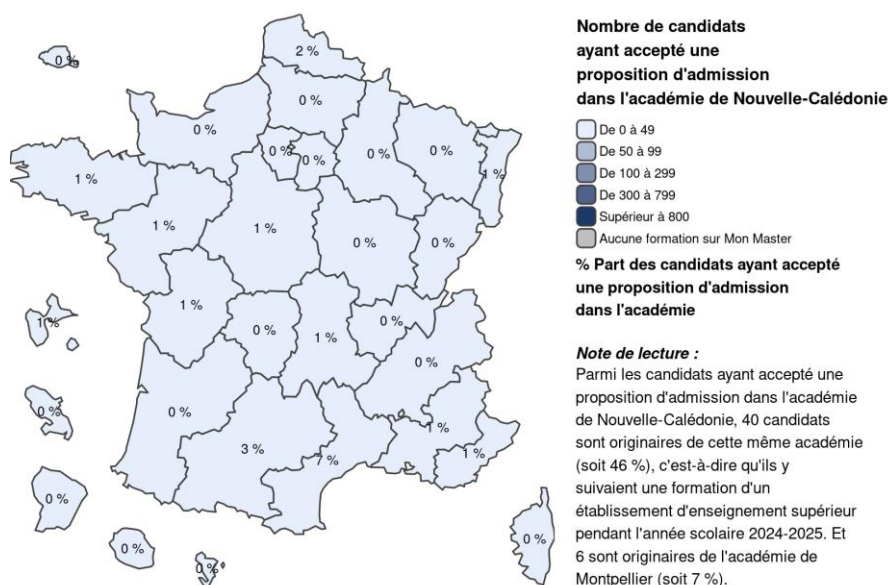 Nombre de candidats
ayant accepté une
proposition d'admission
dans l'académie de Nouvelle-Calédonie
De 0 à 49
De 50 à 99
De 100 à 299
De 300 à 799
Supérieur à 800
Aucune formation sur Mon Master
% Part des candidats ayant accepté
une proposition d'admission
dans l'académie
Note de lecture :
Parmi les candidats ayant accepté une
proposition d'admission dans l'académie
de Nouvelle-Calédonie, 40 candidats
sont originaires de cette même académie
(soit 46 %), c'est-à-dire qu'ils y
suivaient une formation d'un
établissement d'enseignement supérieur
pendant l'année scolaire 2024-2025. Et
6 sont originaires de l'académie de
Montpellier (soit 7 %).
2 %
0 %
0 %
0 %
0 %
0 %
0 %
0 %
1 %
1 %
1 %
1 %
0 %
0 %
1 %
0 %
1 %
0 %
1 %
0 %
0 %
0 %
3 %
7 %
1 %
1 %
0 %
0 %
0 %
0 %